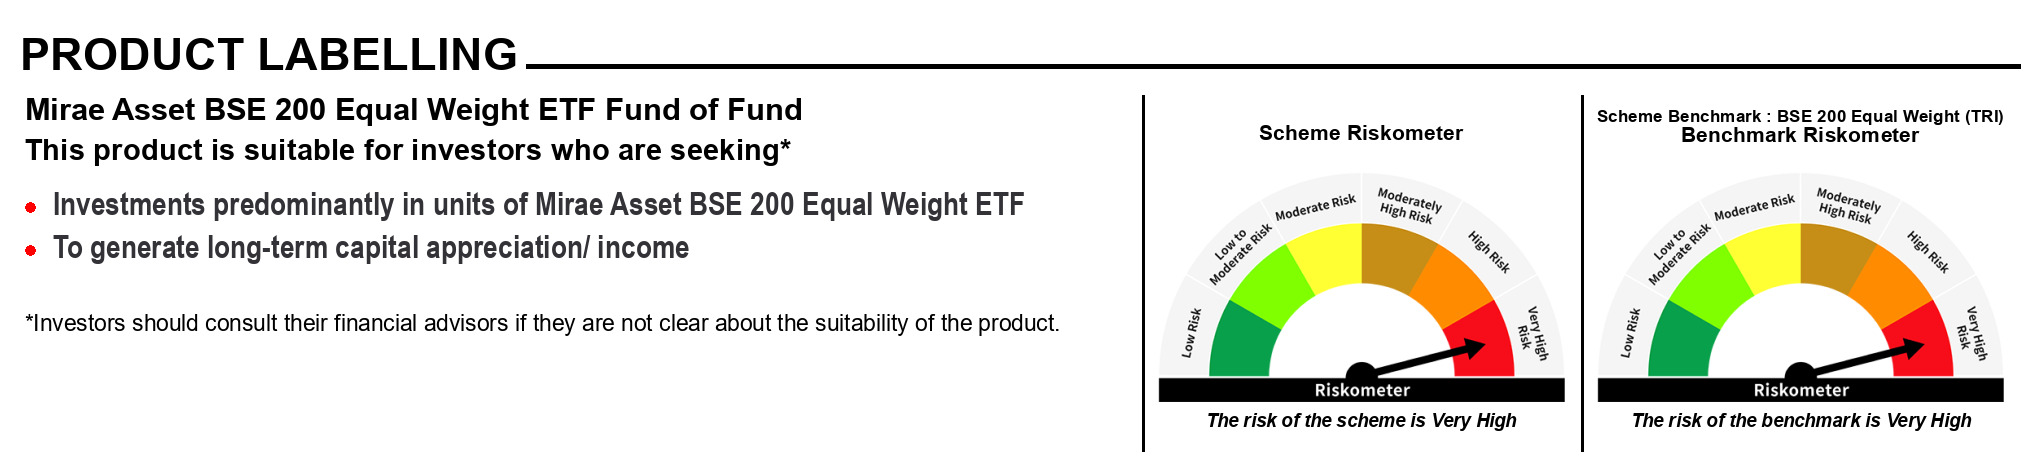 PRODUCT LABELLING
Mirae Asset BSE 200 Equal Weight ETF Fund of Fund
This product is suitable for investors who are seeking*
• Investments predominantly in units of Mirae Asset BSE 200 Equal Weight ETF
• To generate long-term capital appreciation/ income
*Investors should consult their financial advisors if they are not clear about the suitability of the product.
Scheme Riskometer
Low Risk
Low to
Moderate Risk
Moderate Risk
Moderately
High Risk
High Risk
Very High
Risk
Riskometer
The risk of the scheme is Very High
Scheme Benchmark : BSE 200 Equal Weight (TRI)
Benchmark Riskometer
Low Risk
Low to
Moderate Risk
Moderate Risk
Moderately
High Risk
High Risk
Very High
Risk
Riskometer
The risk of the benchmark is Very High